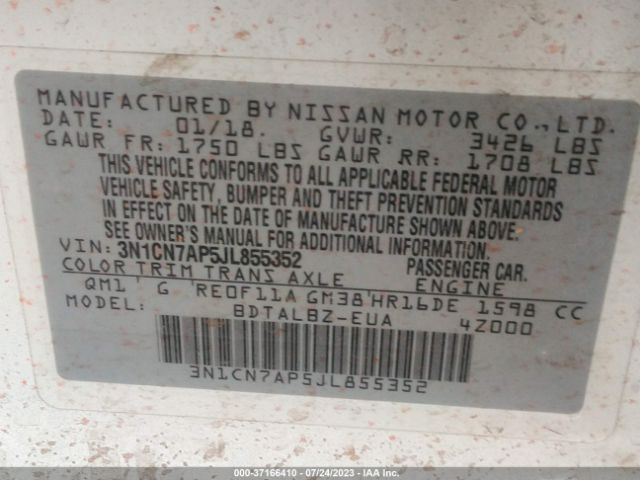 MANUFACTURED BY NISSAN MOTOR CO., LTD.
DATE: 01/18. GVWR: 3426 LBS
GAWR FR: 1750 LBS GAWR RR: 1708 LBS
THIS VEHICLE CONFORMS TO ALL APPLICABLE FEDERAL MOTOR
VEHICLE SAFETY, BUMPER AND THEFT PREVENTION STANDARDS
IN EFFECT ON THE DATE OF MANUFACTURE SHOWN ABOVE.
SEE OWNER'S MANUAL FOR ADDITIONAL INFORMATION.
VIN: 3N1CN7AP5JL855352 PASSENGER CAR.
COLOR TRIM TRANS AXLE ENGINE
QM1' G 'RE0F11A GM38'HR16DE 1598 CC
BDTALBZ-EUA 4Z000
3N1CN7AP5JL855352
000-37166410 - 07/24/2023 - © IAA Inc.